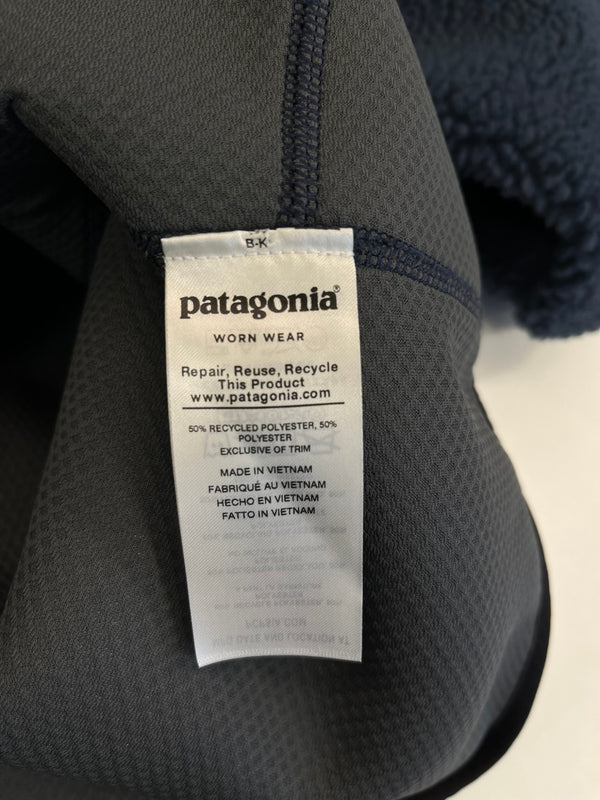 B-K
patagonia®
WORN WEAR
Repair, Reuse, Recycle
This Product
www.patagonia.com
50% RECYCLED POLYESTER, 50%
POLYESTER
EXCLUSIVE OF TRIM
MADE IN VIETNAM
FABRIQUÉ AU VIETNAM
HECHO EN VIETNAM
FATTO IN VIETNAM